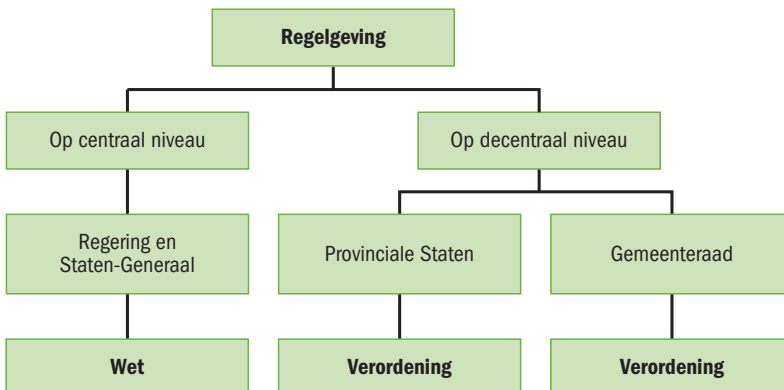 Regelgeving
Op centraal niveau
Op decentraal niveau
Regering en
Staten-Generaal
Provinciale Staten
Gemeenteraad
Wet
Verordening
Verordening